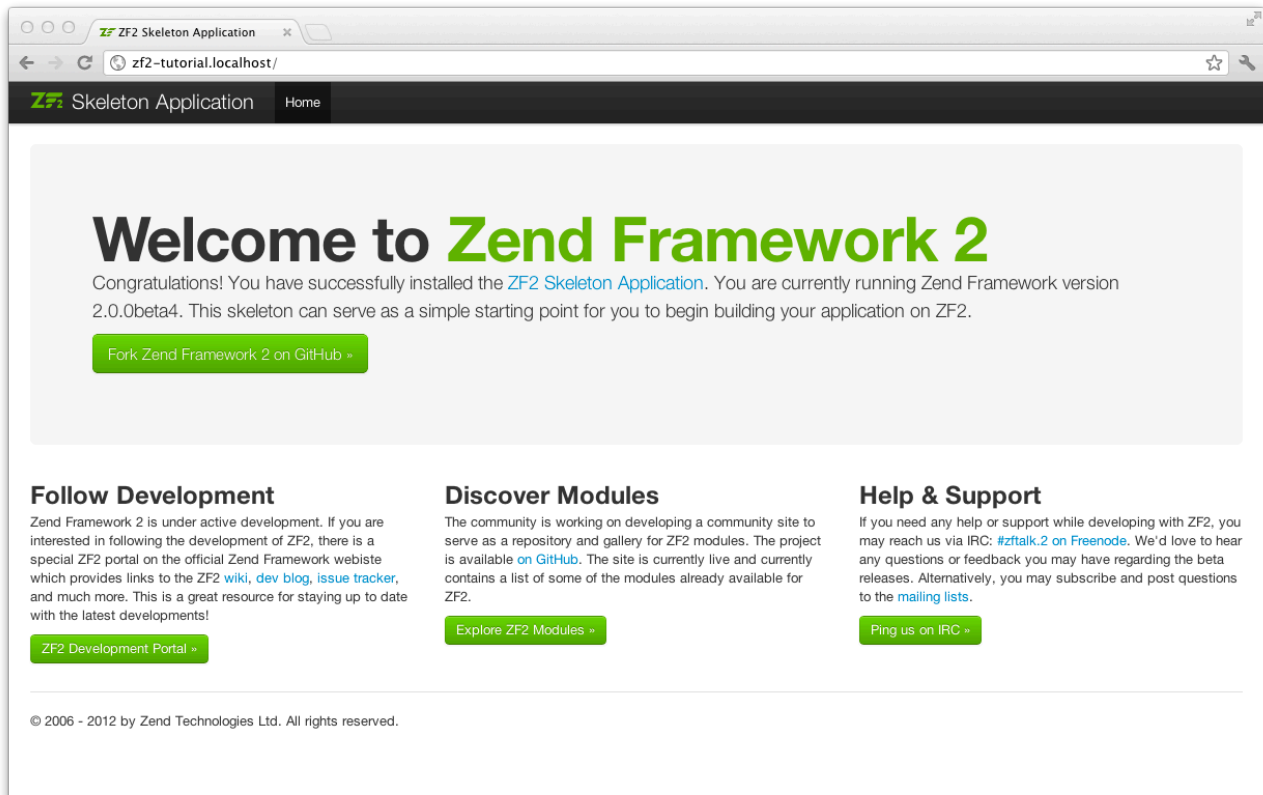 ZF2 Skeleton Application
zf2-tutorial.localhost/
ZF2 Skeleton Application Home
Welcome to Zend Framework 2
Congratulations! You have successfully installed the ZF2 Skeleton Application. You are currently running Zend Framework version
2.0.0beta4. This skeleton can serve as a simple starting point for you to begin building your application on ZF2.
Fork Zend Framework 2 on GitHub »
Follow Development
Zend Framework 2 is under active development. If you are
interested in following the development of ZF2, there is a
special ZF2 portal on the official Zend Framework webiste
which provides links to the ZF2 wiki, dev blog, issue tracker,
and much more. This is a great resource for staying up to date
with the latest developments!
ZF2 Development Portal »
Discover Modules
The community is working on developing a community site to
serve as a repository and gallery for ZF2 modules. The project
is available on GitHub. The site is currently live and currently
contains a list of some of the modules already available for
ZF2.
Explore ZF2 Modules »
Help & Support
If you need any help or support while developing with ZF2, you
may reach us via IRC: #zftalk.2 on Freenode. We'd love to hear
any questions or feedback you may have regarding the beta
releases. Alternatively, you may subscribe and post questions
to the mailing lists.
Ping us on IRC »
© 2006 - 2012 by Zend Technologies Ltd. All rights reserved.